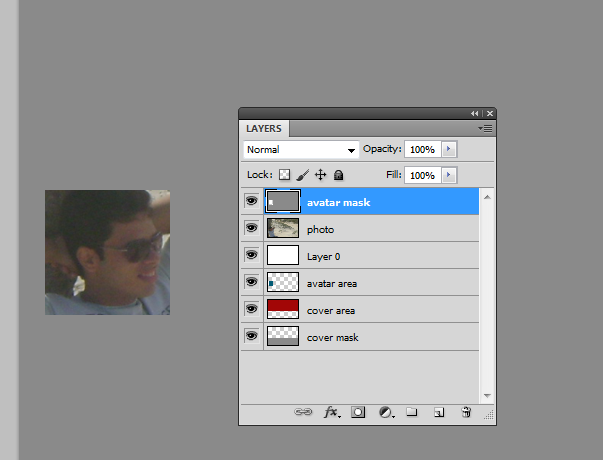 LAYERS
Normal Opacity: 100%
Lock: Fill: 100%
avatar mask
photo
Layer 0
avatar area
cover area
cover mask
fx